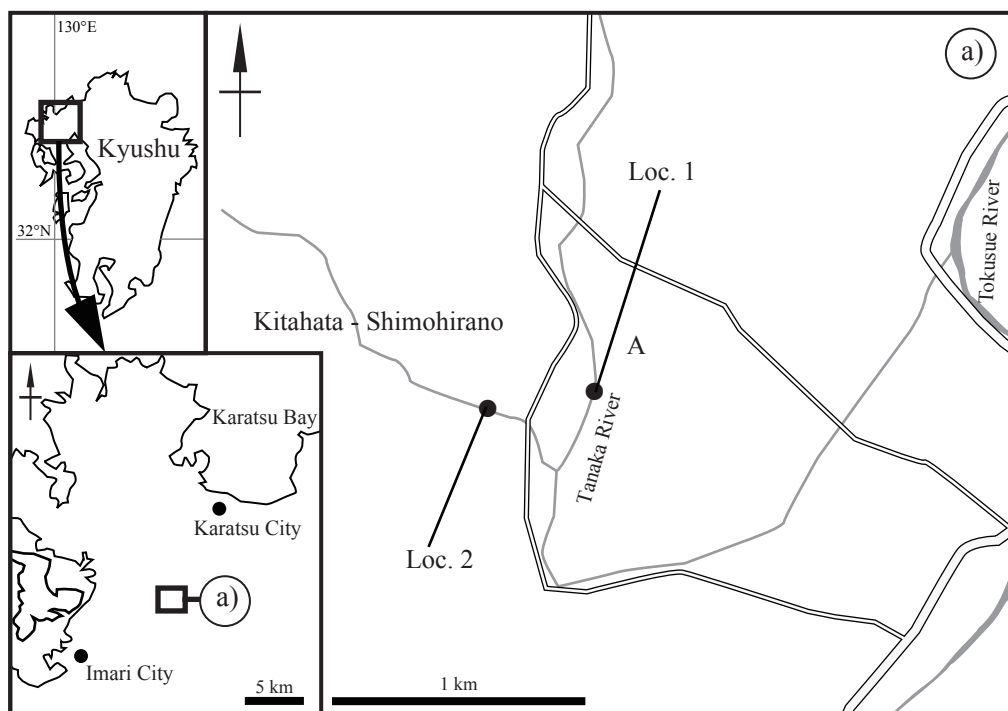 130°E
Kyushu
32°N
a)
Loc. 1
Tokusue River
Kitahata - Shimohirano
A
Tanaka River
Loc. 2
1 km
Karatsu Bay
Karatsu City
a)
Imari City
5 km